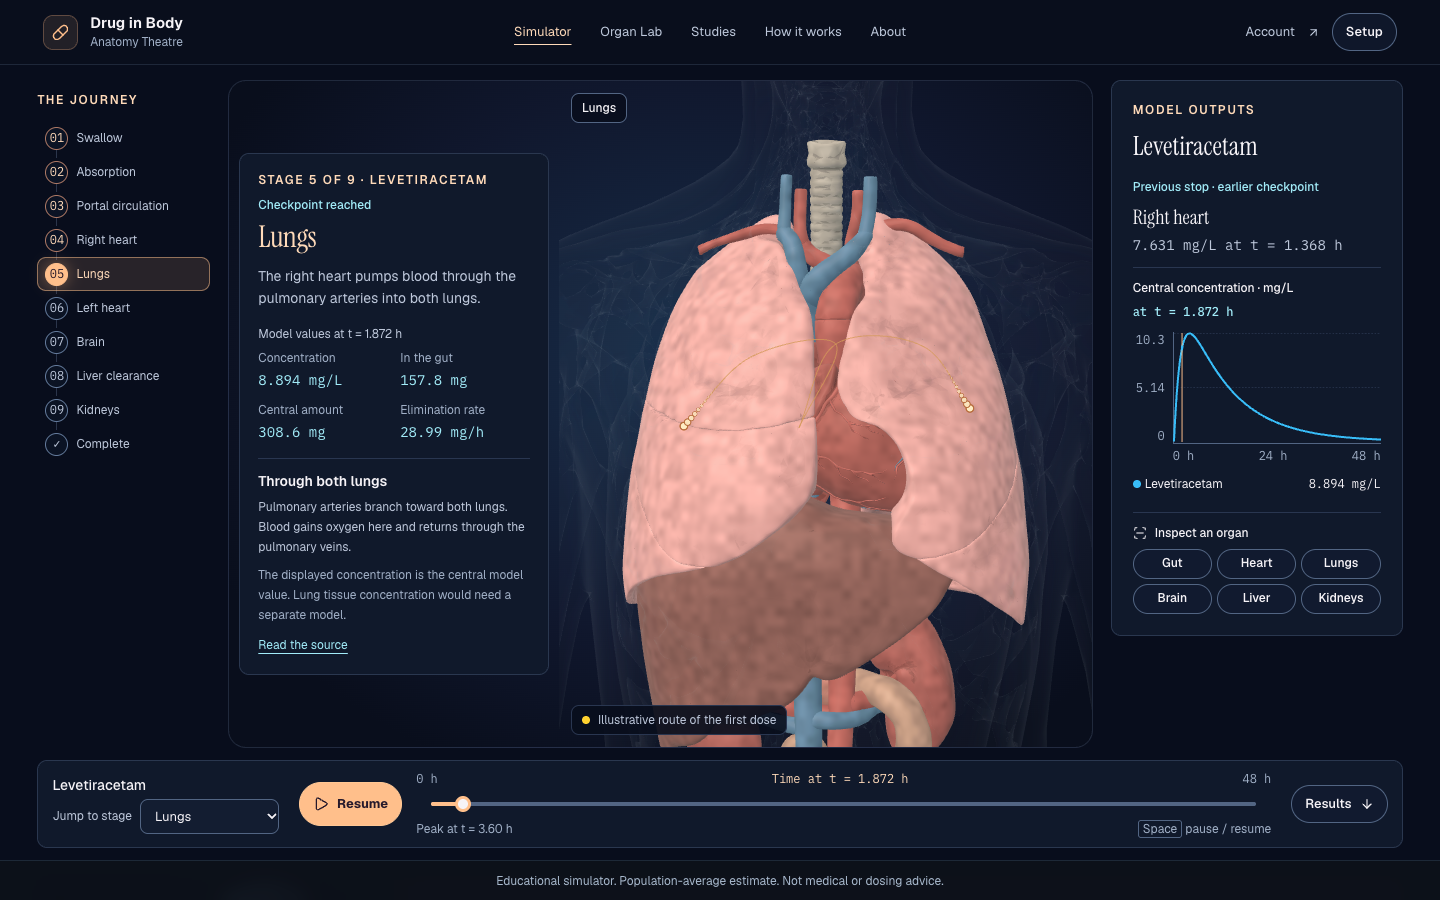 Drug in Body
Anatomy Theatre
Simulator
Organ Lab
Studies
How it works
About
Account
Setup
THE JOURNEY
01 Swallow
02 Absorption
03 Portal circulation
04 Right heart
05 Lungs
06 Left heart
07 Brain
08 Liver clearance
09 Kidneys
✓ Complete
STAGE 5 OF 9 · LEVETIRACETAM
Checkpoint reached
Lungs
The right heart pumps blood through the
pulmonary arteries into both lungs.
Model values at t = 1.872 h
Concentration
8.894 mg/L
In the gut
157.8 mg
Central amount
308.6 mg
Elimination rate
28.99 mg/h
Through both lungs
Pulmonary arteries branch toward both lungs.
Blood gains oxygen here and returns through the
pulmonary veins.
The displayed concentration is the central model
value. Lung tissue concentration would need a
separate model.
Read the source
Lungs
Illustrative route of the first dose
MODEL OUTPUTS
Levetiracetam
Previous stop · earlier checkpoint
Right heart
7.631 mg/L at t = 1.368 h
Central concentration · mg/L
at t = 1.872 h
10.3
5.14
0
0 h
24 h
48 h
Levetiracetam
8.894 mg/L
Inspect an organ
Gut
Heart
Lungs
Brain
Liver
Kidneys
Levetiracetam
Jump to stage
Lungs
Resume
0 h
Time at t = 1.872 h
48 h
Peak at t = 3.60 h
Space pause / resume
Results
Educational simulator. Population-average estimate. Not medical or dosing advice.